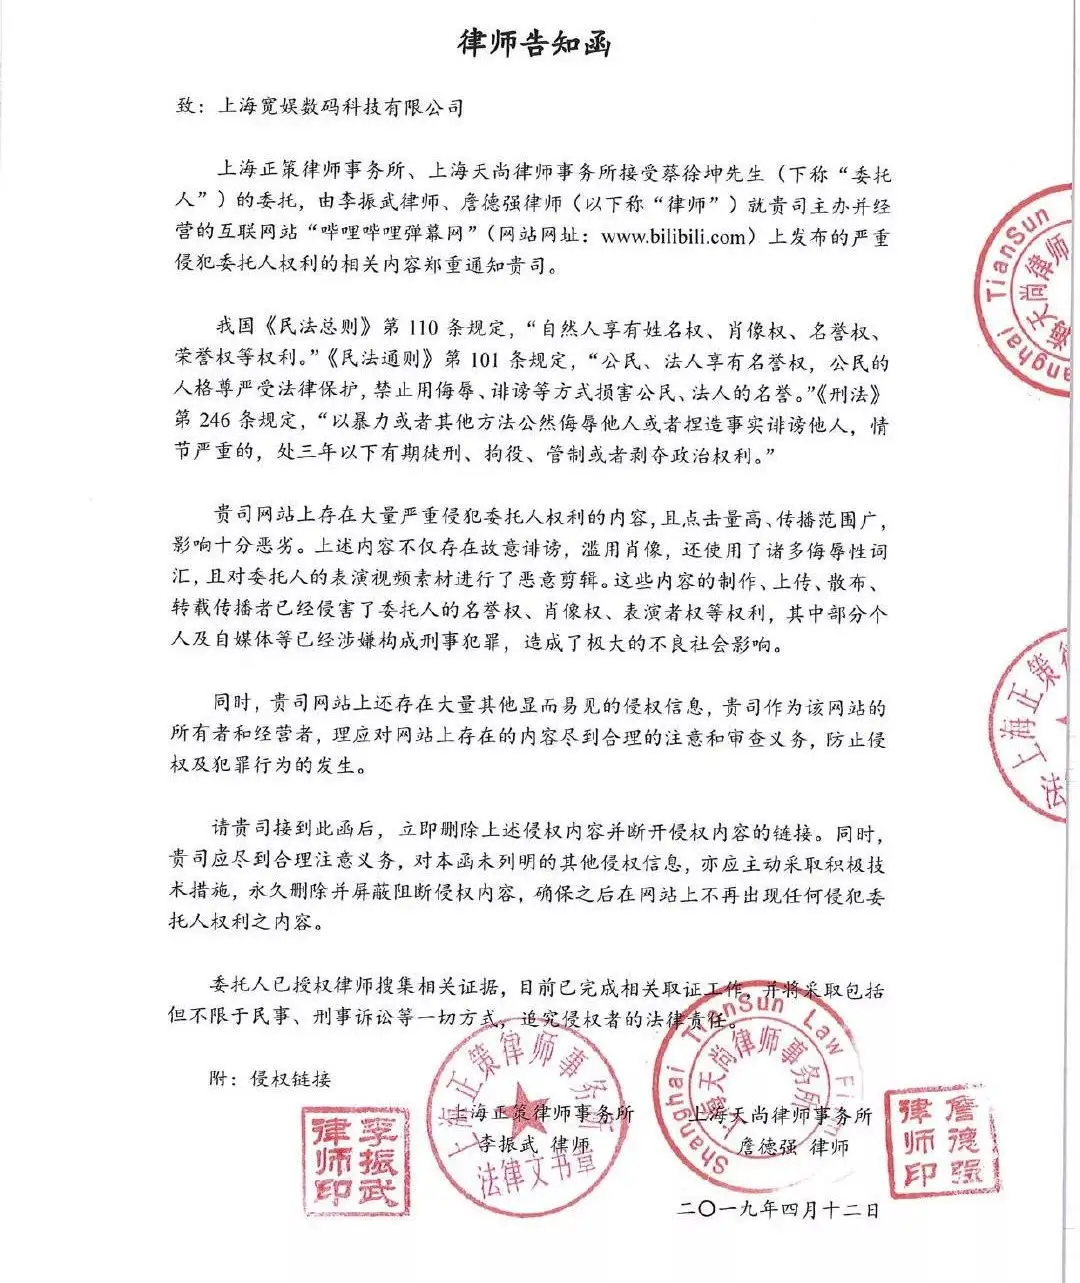 律师告知函
致：上海宽娱数码科技有限公司
上海正策律师事务所、上海天尚律师事务所接受蔡徐坤先生（下称“委托
人”）的委托，由李振武律师、詹德强律师（以下称“律师”）就贵司主办并经
营的互联网站“哔哩哔哩弹幕网”（网站网址：www.bilibili.com）上发布的严重
侵犯委托人权利的相关内容郑重通知贵司。
我国《民法总则》第 110 条规定，“自然人享有姓名权、肖像权、名誉权、
荣誉权等权利。”《民法通则》第 101 条规定，“公民、法人享有名誉权，公民的
人格尊严受法律保护，禁止用侮辱、诽谤等方式损害公民、法人的名誉。”《刑法》
第 246 条规定，“以暴力或者其他方法公然侮辱他人或者捏造事实诽谤他人，情
节严重的，处三年以下有期徒刑、拘役、管制或者剥夺政治权利。”
贵司网站上存在大量严重侵犯委托人权利的内容，且点击量高、传播范围广，
影响十分恶劣。上述内容不仅存在故意诽谤，滥用肖像，还使用了诸多侮辱性词
汇，且对委托人的表演视频素材进行了恶意剪辑。这些内容的制作、上传、散布、
转载传播者已经侵害了委托人的名誉权、肖像权、表演者权等权利，其中部分个
人及自媒体等已经涉嫌构成刑事犯罪，造成了极大的不良社会影响。
同时，贵司网站上还存在大量其他显而易见的侵权信息，贵司作为该网站的
所有者和经营者，理应对网站上存在的内容尽到合理的注意和审查义务，防止侵
权及犯罪行为的发生。
请贵司接到此函后，立即删除上述侵权内容并断开侵权内容的链接。同时，
贵司应尽到合理注意义务，对本函未列明的其他侵权信息，亦应主动采取积极技
术措施，永久删除并屏蔽阻断侵权内容，确保之后在网站上不再出现任何侵犯委
托人权利之内容。
委托人已授权律师搜集相关证据，目前已完成相关取证工作，并将采取包括
但不限于民事、刑事诉讼等一切方式，追究侵权者的法律责任。
附：侵权链接
上海正策律师事务所
李振武 律师
上海天尚律师事务所
詹德强 律师
二〇一九年四月十二日
李振武
律师印
上海正策律师事务所
法律文书章
Shanghai TianSun Law Firm
上海天尚律师事务所
詹德强
律师印
anghai TianSun
海天尚律师
上海正策
法